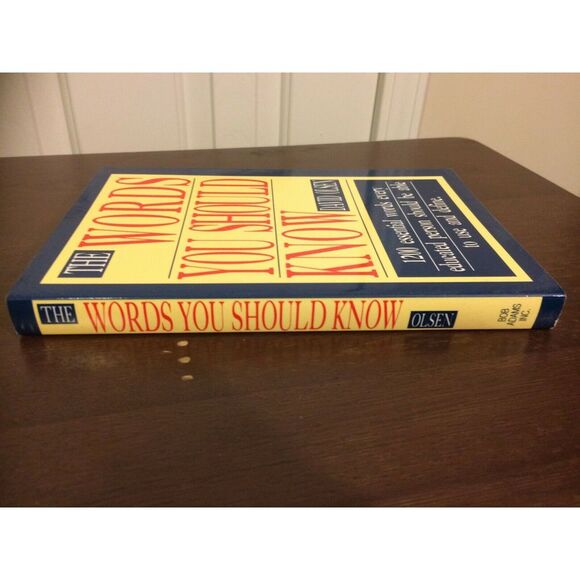 THE WORDS
YOU SHOULD
KNOW
DAVID OLSEN
1200 essential words every
educated person should be able
to use and define.
THE WORDS YOU SHOULD KNOW OLSEN
BOB
ADAMS
INC.